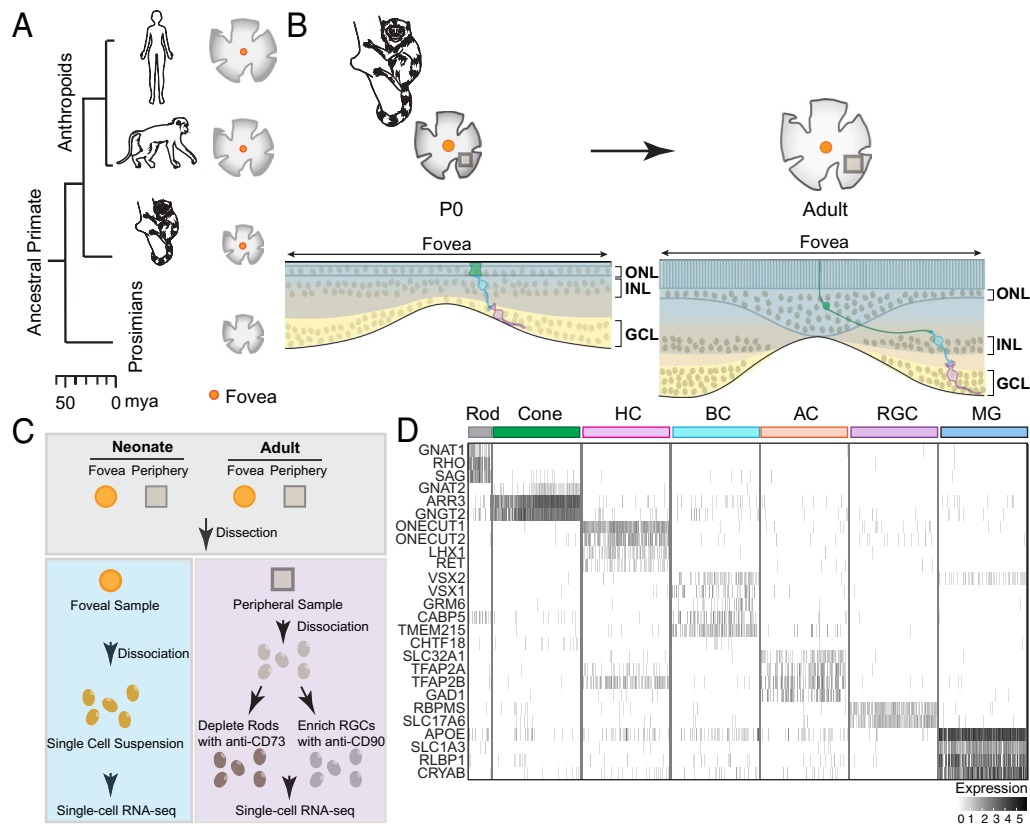 A
Anthropoids
Ancestral Primate
Prosimians
50
0 mya
Fovea
B
P0
Adult
Fovea
ONL
INL
GCL
Fovea
ONL
INL
GCL
C
Neonate
Adult
Fovea Periphery
Fovea Periphery
Dissection
Foveal Sample
Dissociation
Single Cell Suspension
Single-cell RNA-seq
Peripheral Sample
Dissociation
Deplete Rods
with anti-CD73
Enrich RGCs
with anti-CD90
Single-cell RNA-seq
D
Rod Cone HC BC AC RGC MG
GNAT1
RHO
SAG
GNAT2
ARR3
GNGT2
ONECUT1
ONECUT2
LHX1
RET
VSX2
VSX1
GRM6
CABP5
TMEM215
CHTF18
SLC32A1
TFAP2A
TFAP2B
GAD1
RBPMS
SLC17A6
APOE
SLC1A3
RLBP1
CRYAB
Expression
0 1 2 3 4 5